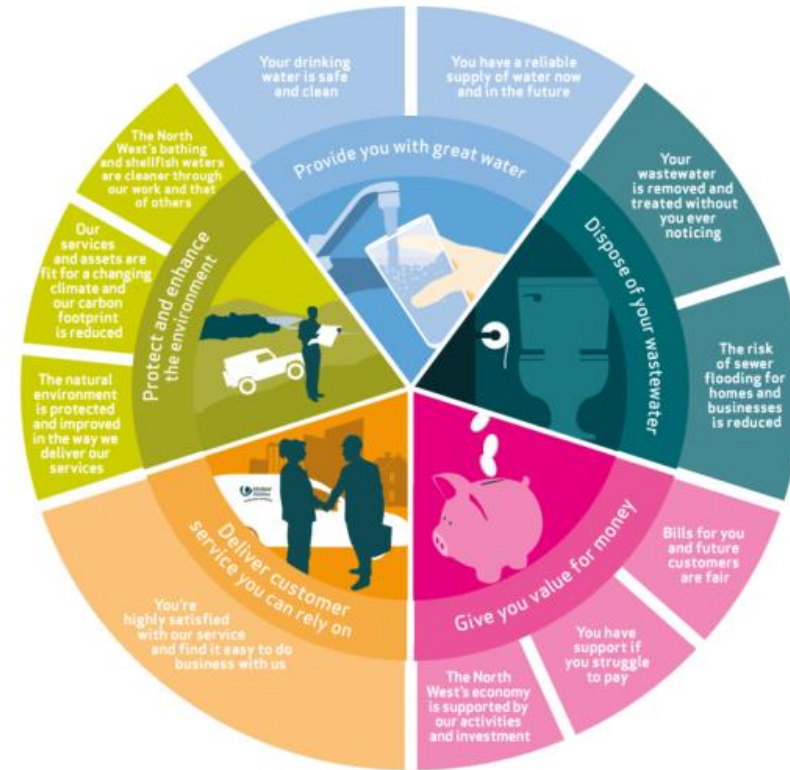 Your drinking
water is safe
and clean
You have a reliable
supply of water now
and in the future
Provide you with great water
Your
wastewater
is removed and
treated without
you ever
noticing
The risk
of sewer
flooding for
homes and
businesses
is reduced
Dispose of your wastewater
Bills for you
and future
customers
are fair
You have
support if
you struggle
to pay
The North
West's economy
is supported by
our activities
and investment
Give you value for money
You're
highly satisfied
with our service
and find it easy to do
business with us
Deliver customer
service you can rely on
The natural
environment
is protected
and improved
in the way we
deliver our
services
Our
services
and assets are
fit for a changing
climate and
our carbon
footprint
is reduced
The North
West's bathing
and shellfish waters
are cleaner through
our work and that
of others
Protect and enhance
the environment